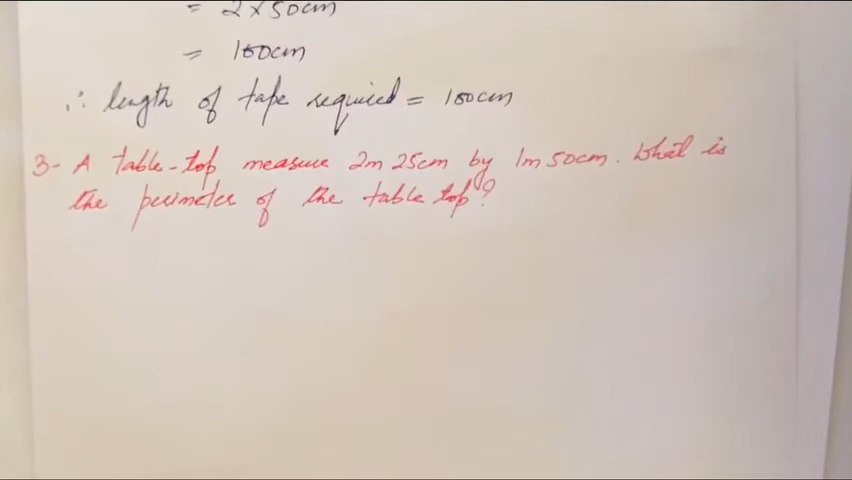 = 2 x 50cm
= 100cm
∴ length of tape required = 100cm
3- A table-top measure 2m 25cm by 1m 50cm. What is
the perimeter of the table top?